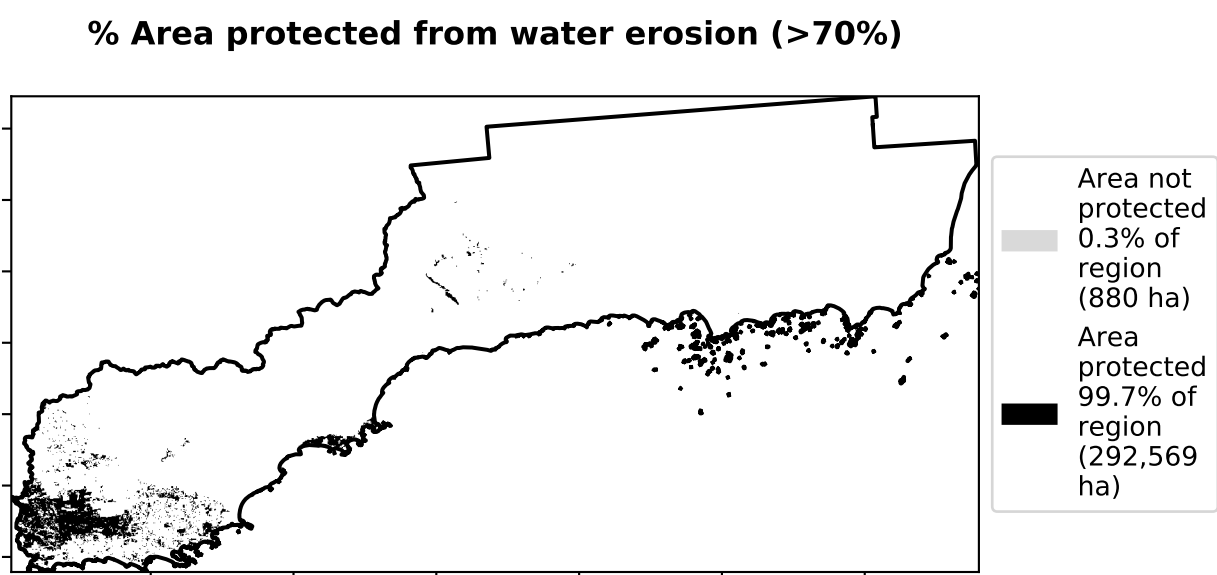 % Area protected from water erosion (>70%)
Area not
protected
0.3% of
region
(880 ha)
Area
protected
99.7% of
region
(292,569
ha)